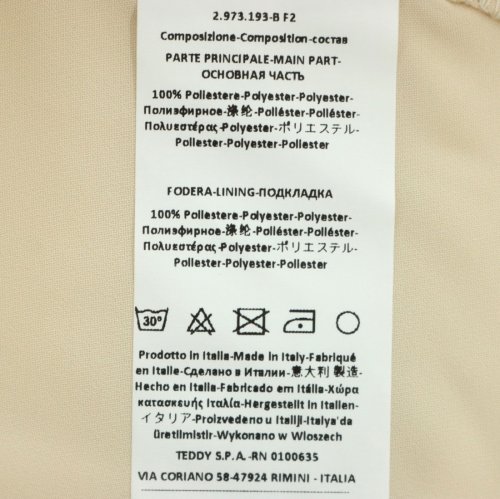 2.973.193-B F2
Composizione-Composition-состав
PARTE PRINCIPALE-MAIN PART-
ОСНОВНАЯ ЧАСТЬ
100% Poliestere-Polyester-Polyester-
Полиэфирное-涤纶-Poliéster-Poliéster-
Πολυεστέρας-Polyester-ポリエステル-
Poliester-Polyester-Poliester
FODERA-LINING-ПОДКЛАДКА
100% Poliestere-Polyester-Polyester-
Полиэфирное-涤纶-Poliéster-Poliéster-
Πολυεστέρας-Polyester-ポリエステル-
Poliester-Polyester-Poliester
30°
Prodotto in Italia-Made in Italy-Fabriqué
en Italie-Сделано в Италии-意大利製造-
Hecho en Italia-Fabricado em Itália-Χώρα
κατασκευής Ιταλία-Hergestellt in Italien-
イタリア-Proizvedeno u Italiji-Italya'da
üretilmistir-Wykonano w Wloszech
TEDDY S.P.A. -RN 0100635
VIA CORIANO 58-47924 RIMINI - ITALIA